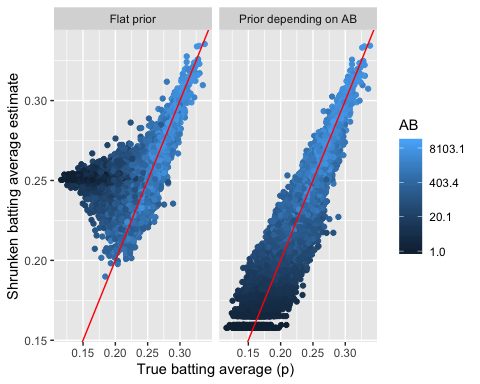 Flat prior
Prior depending on AB
Shrunken batting average estimate
0.30
0.25
0.20
0.15
0.15 0.20 0.25 0.30
0.15 0.20 0.25 0.30
True batting average (p)
AB
8103.1
403.4
20.1
1.0